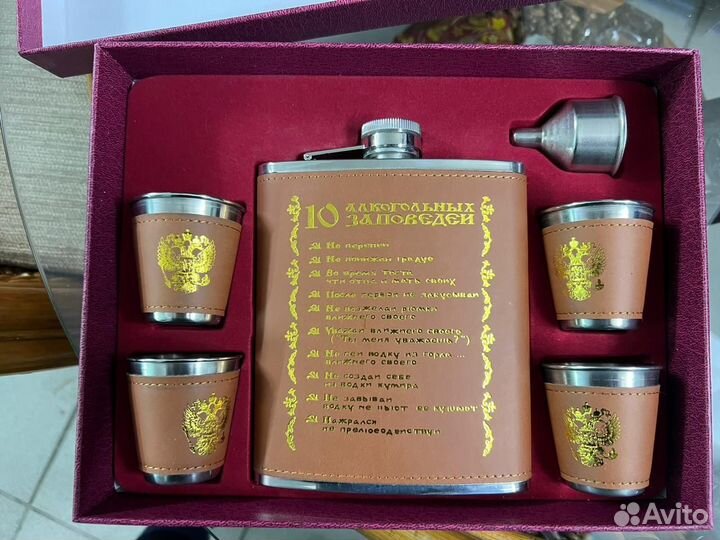 10 АЛКОГОЛЬНЫХ
ЗАПОВЕДЕЙ
Не перепей
Не понижай градус
Во время тоста
чти отца и мать своих
После первой не закусывай
Не возжелай рюмки
ближнего своего
Уважай ближнего своего
("Ты меня уважаешь?")
Не пей водку из горла ...
ближнего своего
Не создай себе
из водки кумира
Не забывай
водку не пьют ее кушают
Нажрался
не прелюбодействуй
Avito